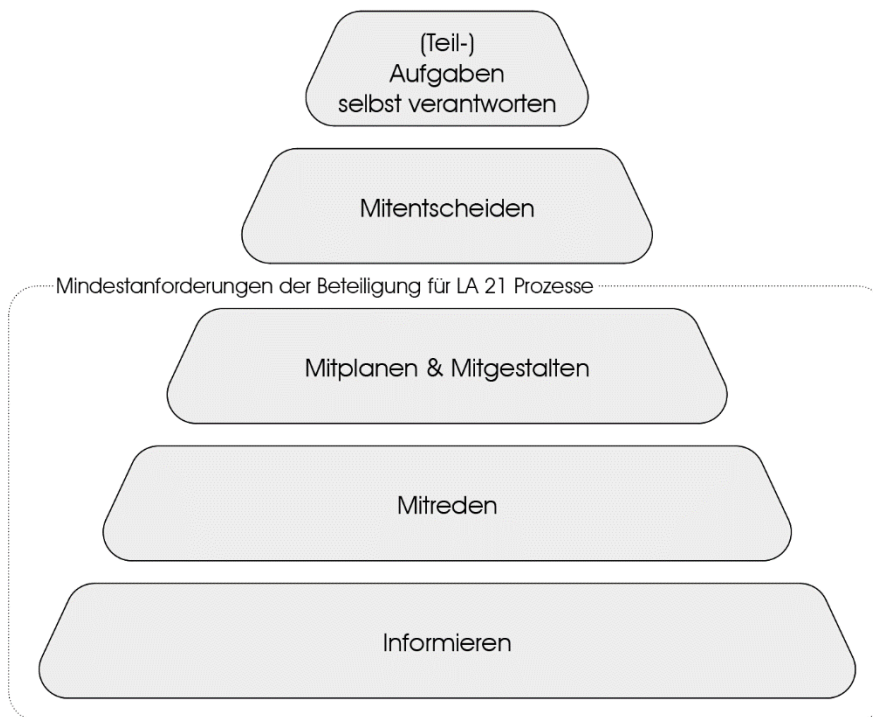 (Teil-)
Aufgaben
selbst verantworten
Mitentscheiden
Mindestanforderungen der Beteiligung für LA 21 Prozesse
Mitplanen & Mitgestalten
Mitreden
Informieren